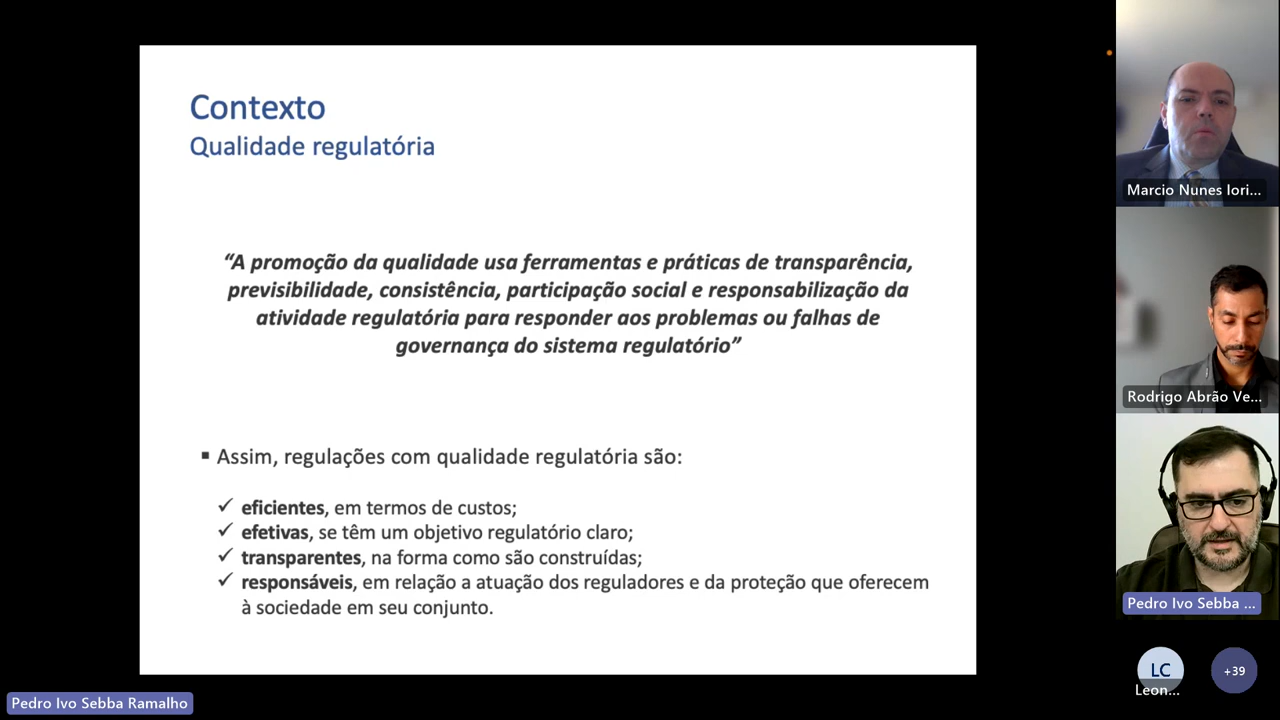 Contexto
Qualidade regulatória
“A promoção da qualidade usa ferramentas e práticas de transparência,
previsibilidade, consistência, participação social e responsabilização da
atividade regulatória para responder aos problemas ou falhas de
governança do sistema regulatório”
▪ Assim, regulações com qualidade regulatória são:
✓ eficientes, em termos de custos;
✓ efetivas, se têm um objetivo regulatório claro;
✓ transparentes, na forma como são construídas;
✓ responsáveis, em relação a atuação dos reguladores e da proteção que oferecem
à sociedade em seu conjunto.
Marcio Nunes Iori...
Rodrigo Abrão Ve...
Pedro Ivo Sebba ...
LC
Leon...
+39
Pedro Ivo Sebba Ramalho